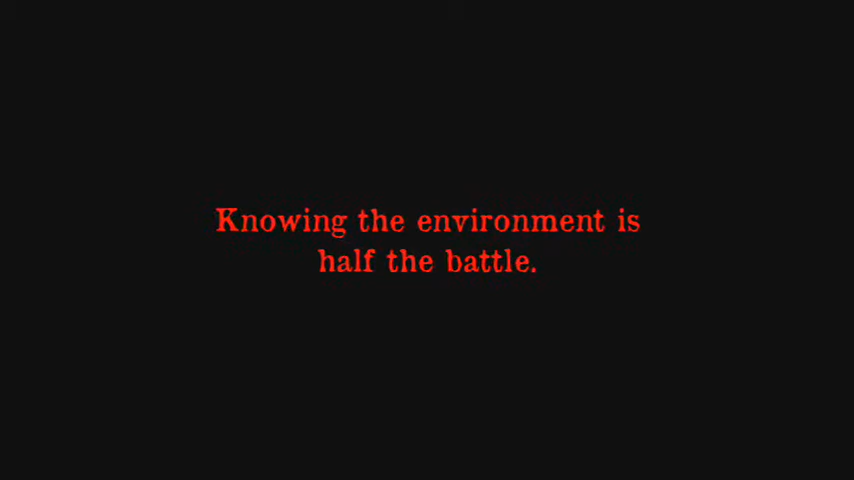 Knowing the environment is
half the battle.